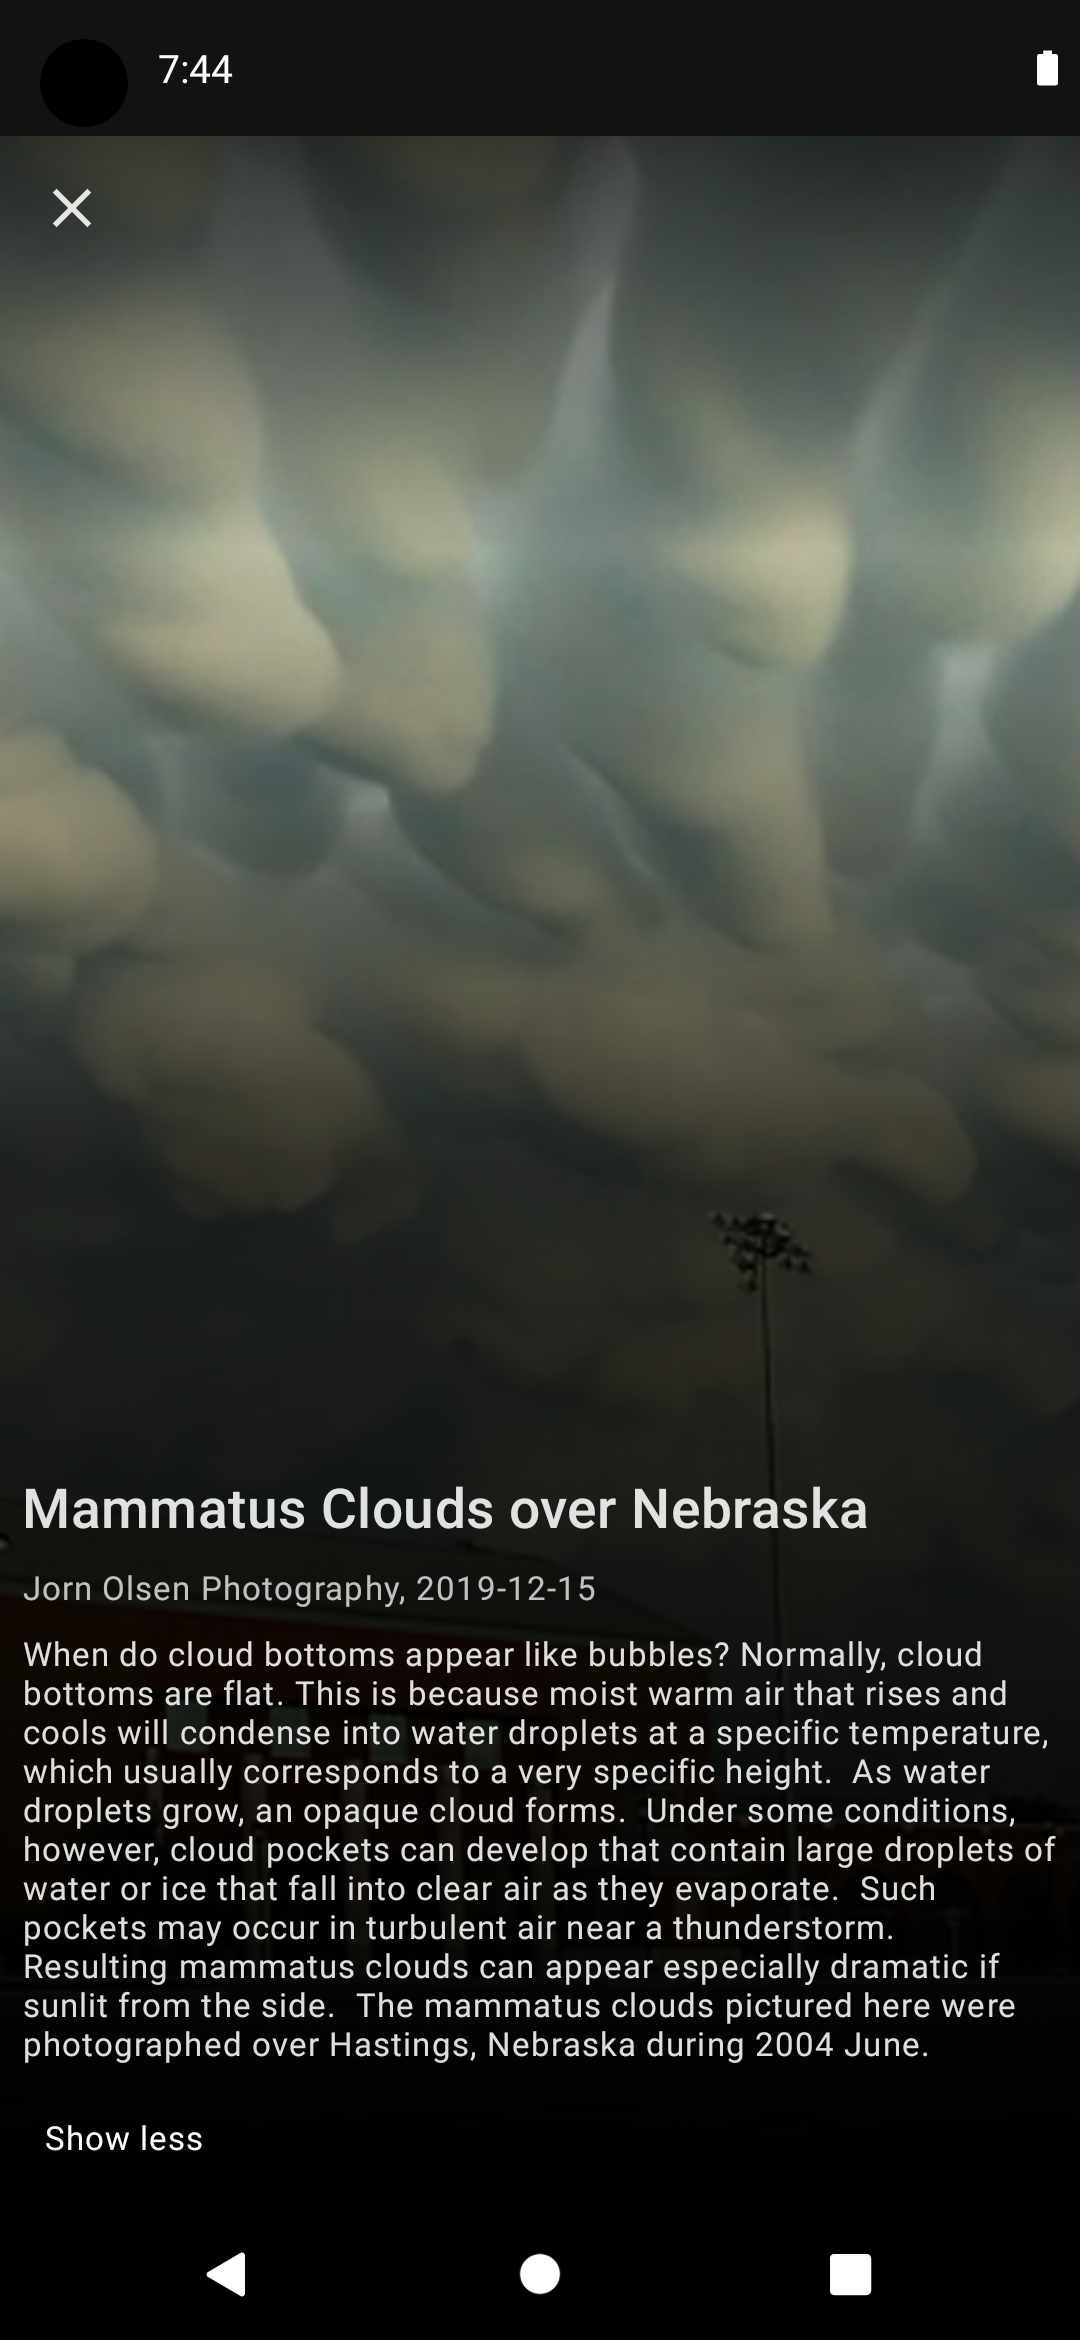 7:44
Mammatus Clouds over Nebraska
Jorn Olsen Photography, 2019-12-15
When do cloud bottoms appear like bubbles? Normally, cloud
bottoms are flat. This is because moist warm air that rises and
cools will condense into water droplets at a specific temperature,
which usually corresponds to a very specific height.  As water
droplets grow, an opaque cloud forms.  Under some conditions,
however, cloud pockets can develop that contain large droplets of
water or ice that fall into clear air as they evaporate.  Such
pockets may occur in turbulent air near a thunderstorm.
Resulting mammatus clouds can appear especially dramatic if
sunlit from the side.  The mammatus clouds pictured here were
photographed over Hastings, Nebraska during 2004 June.
Show less